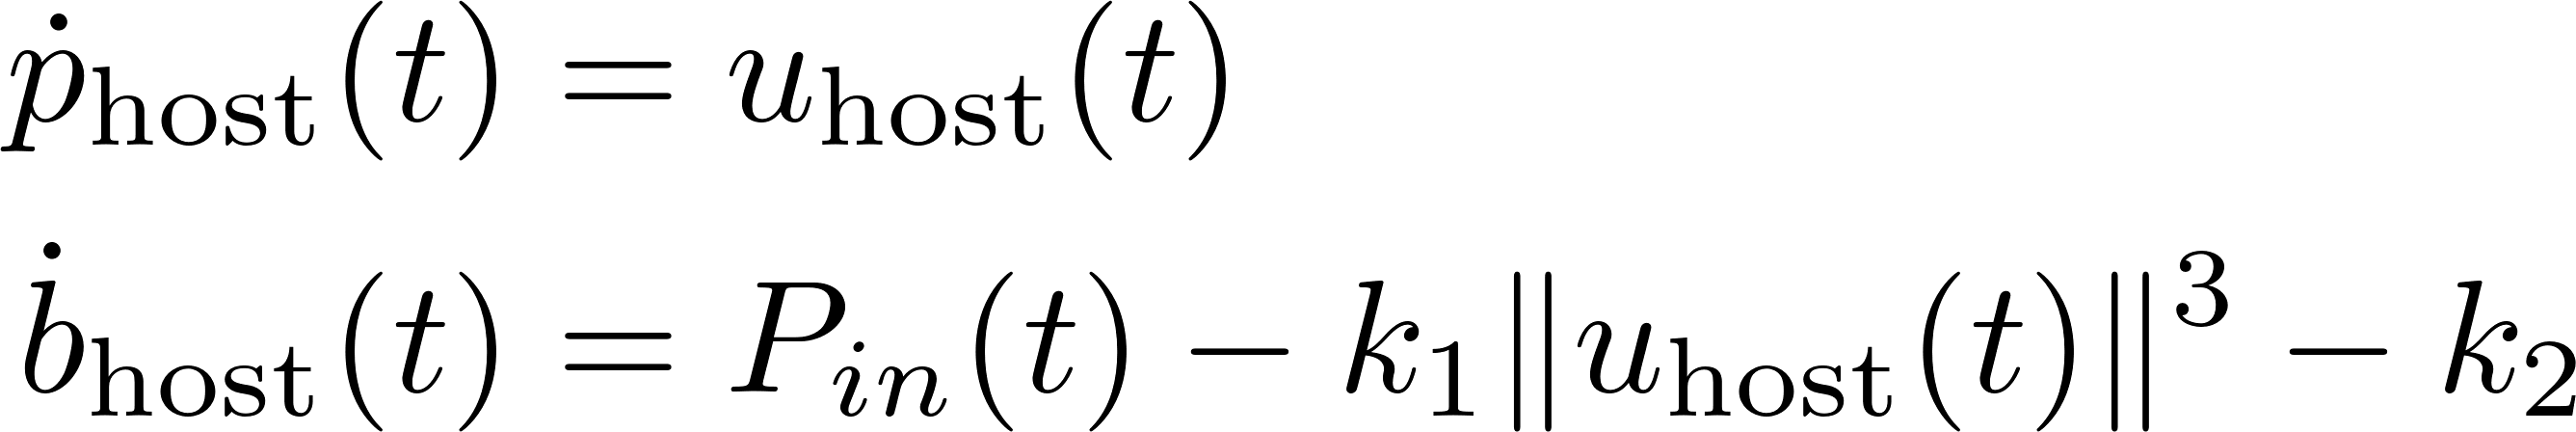 ṗ_host(t) = u_host(t)
ḃ_host(t) = P_in(t) − k_1‖u_host(t)‖^3 − k_2